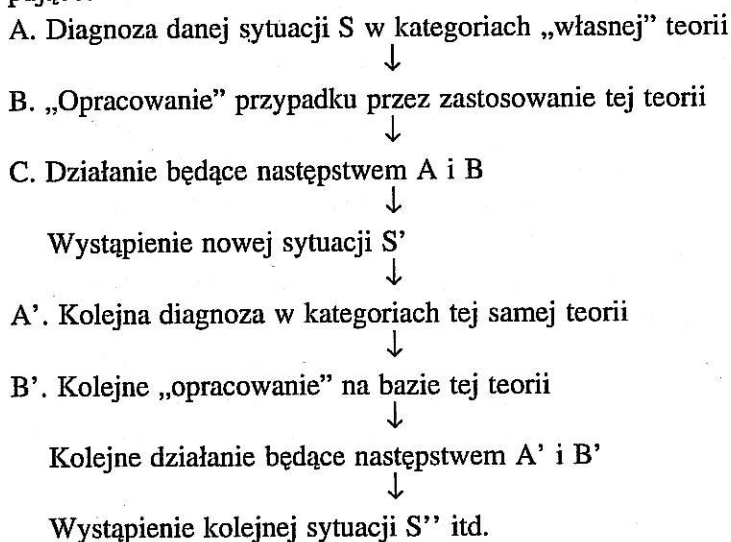 A. Diagnoza danej sytuacji S w kategoriach „własnej” teorii
↓
B. „Opracowanie” przypadku przez zastosowanie tej teorii
↓
C. Działanie będące następstwem A i B
↓
Wystąpienie nowej sytuacji S’
↓
A’. Kolejna diagnoza w kategoriach tej samej teorii
↓
B’. Kolejne „opracowanie” na bazie tej teorii
↓
Kolejne działanie będące następstwem A’ i B’
↓
Wystąpienie kolejnej sytuacji S’’ itd.